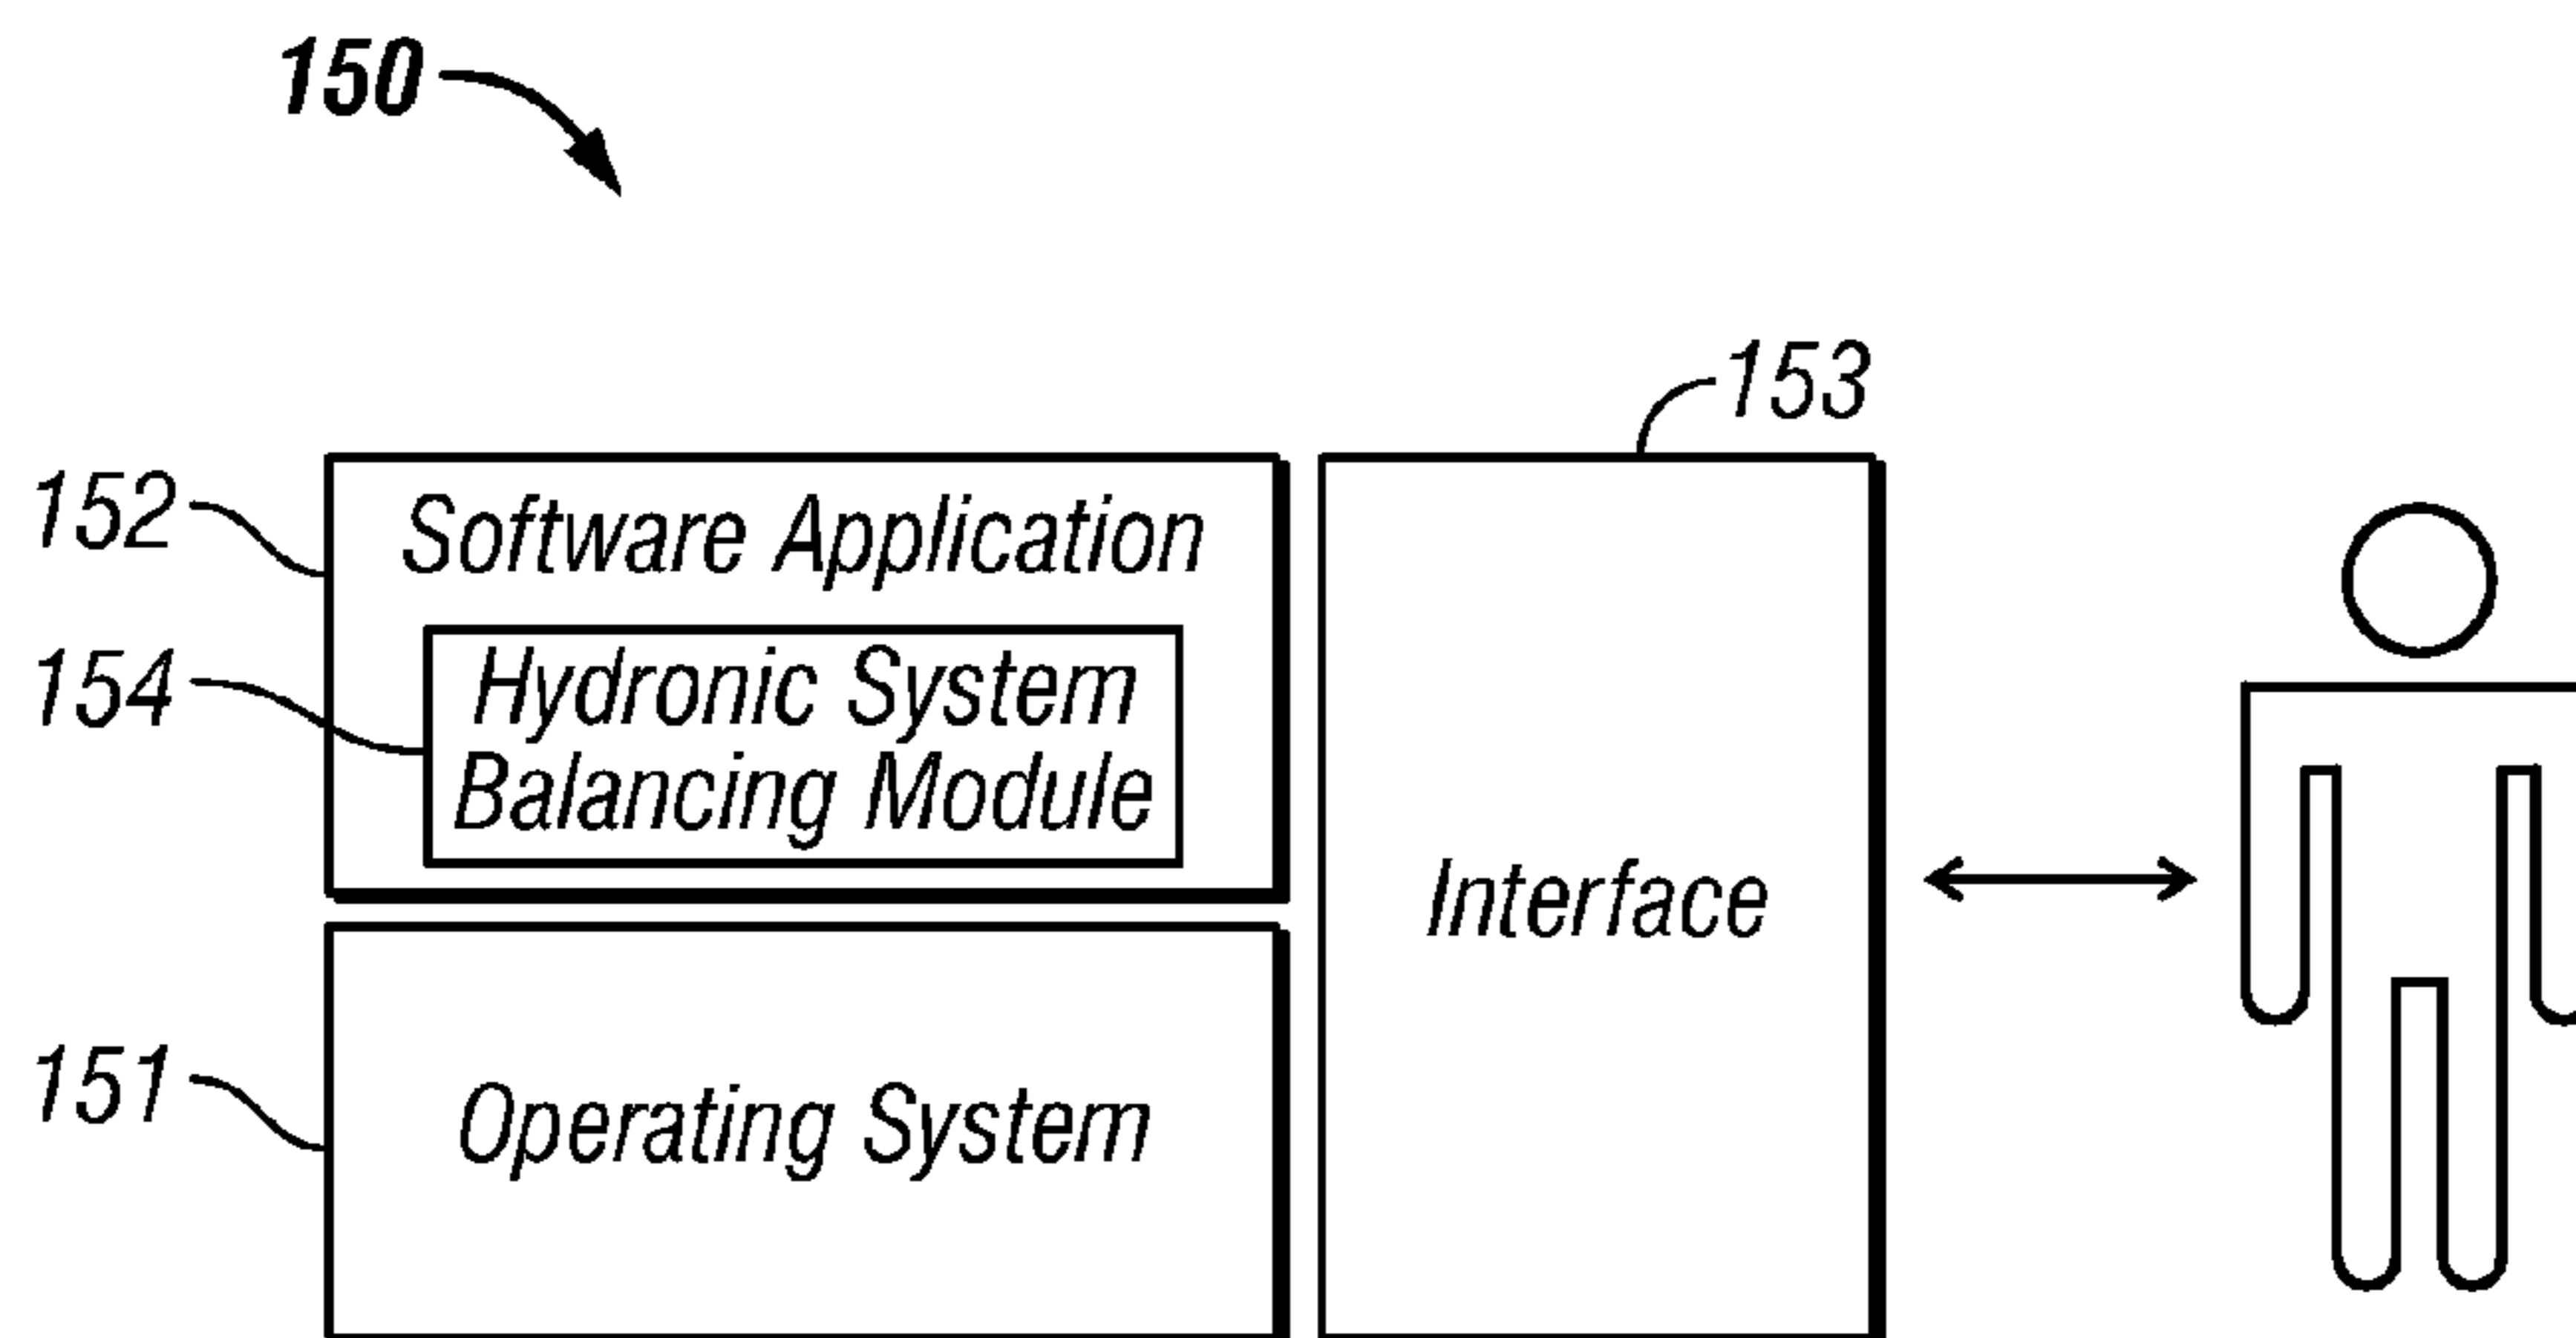 150
153
152
Software Application
154
Hydronic System
Balancing Module
Interface
151
Operating System